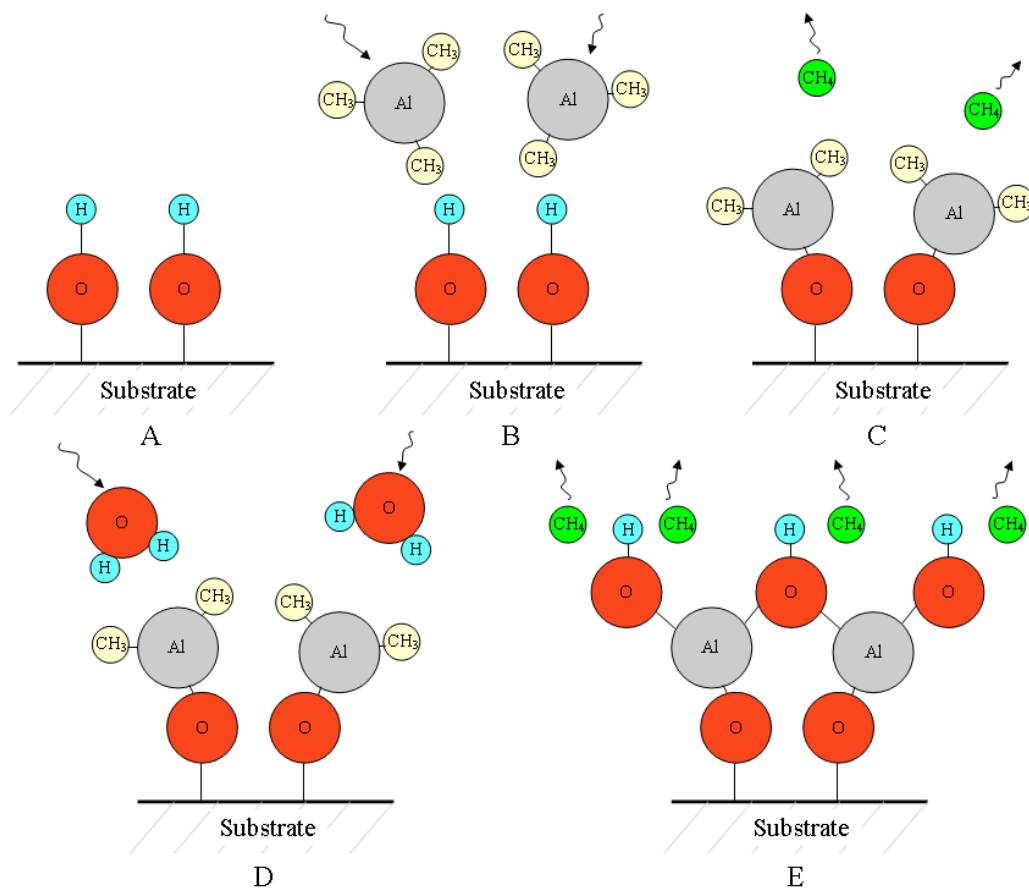 H H
O O
Substrate
A
CH₃ Al CH₃ CH₃
CH₃ Al CH₃ CH₃
H H
O O
Substrate
B
CH₄ CH₄
CH₃ Al CH₃
CH₃ Al CH₃
O O
Substrate
C
O H H
H O H
CH₃ CH₃ Al
CH₃ Al CH₃
O O
Substrate
D
CH₄ H CH₄ H CH₄ H CH₄
O O O
Al Al
O O
Substrate
E